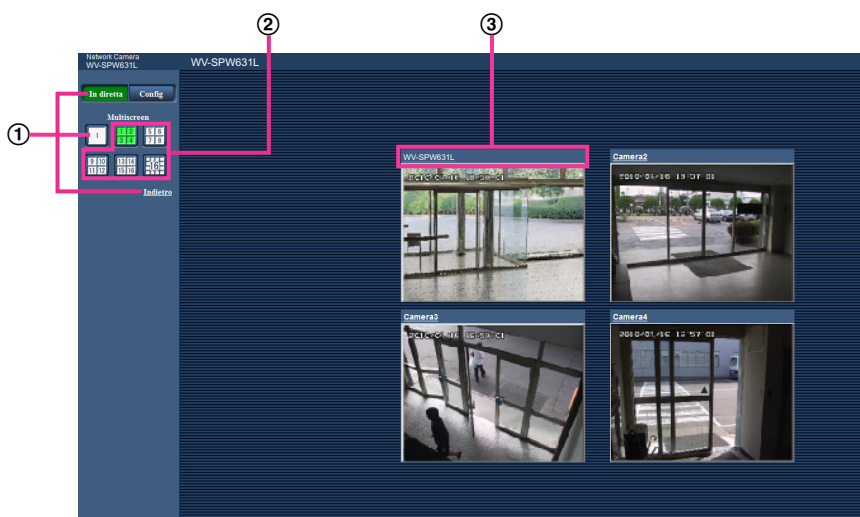 ② ③
Network Camera
WV-SPW631L
WV-SPW631L
In diretta Config
Multiscreen
①
1 1 2 3 4 5 6 7 8
9 10 11 12 13 14 15 16 16
Indietro
WV-SPW631L Camera2
Camera3 Camera4